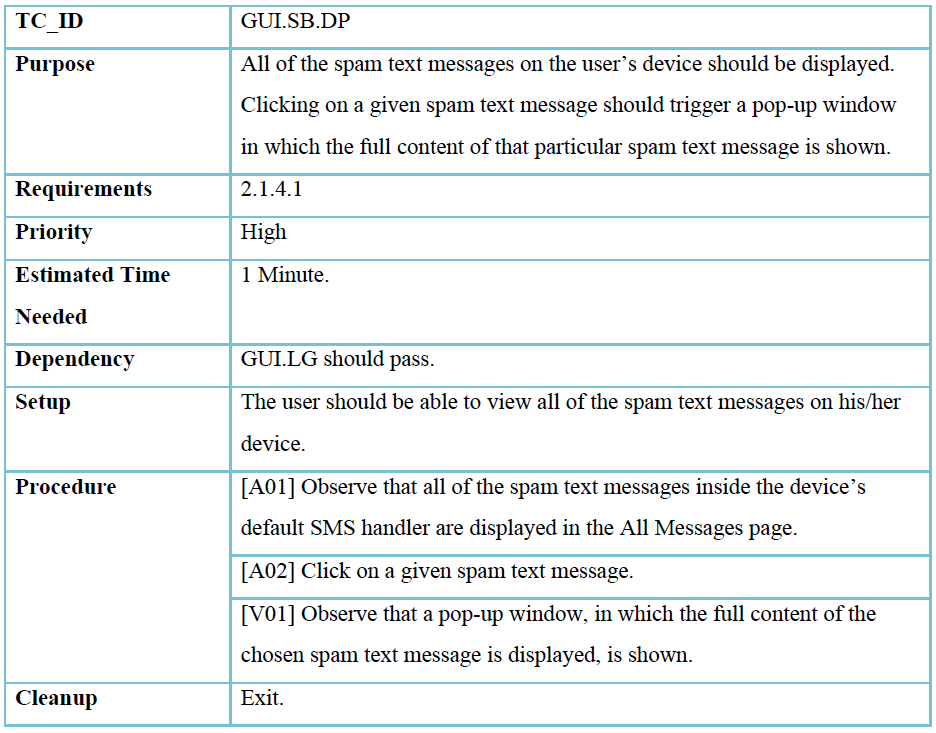 TC_ID GUI.SB.DP
Purpose All of the spam text messages on the user’s device should be displayed.
Clicking on a given spam text message should trigger a pop-up window
in which the full content of that particular spam text message is shown.
Requirements 2.1.4.1
Priority High
Estimated Time 1 Minute.
Needed
Dependency GUI.LG should pass.
Setup The user should be able to view all of the spam text messages on his/her
device.
Procedure [A01] Observe that all of the spam text messages inside the device’s
default SMS handler are displayed in the All Messages page.
[A02] Click on a given spam text message.
[V01] Observe that a pop-up window, in which the full content of the
chosen spam text message is displayed, is shown.
Cleanup Exit.